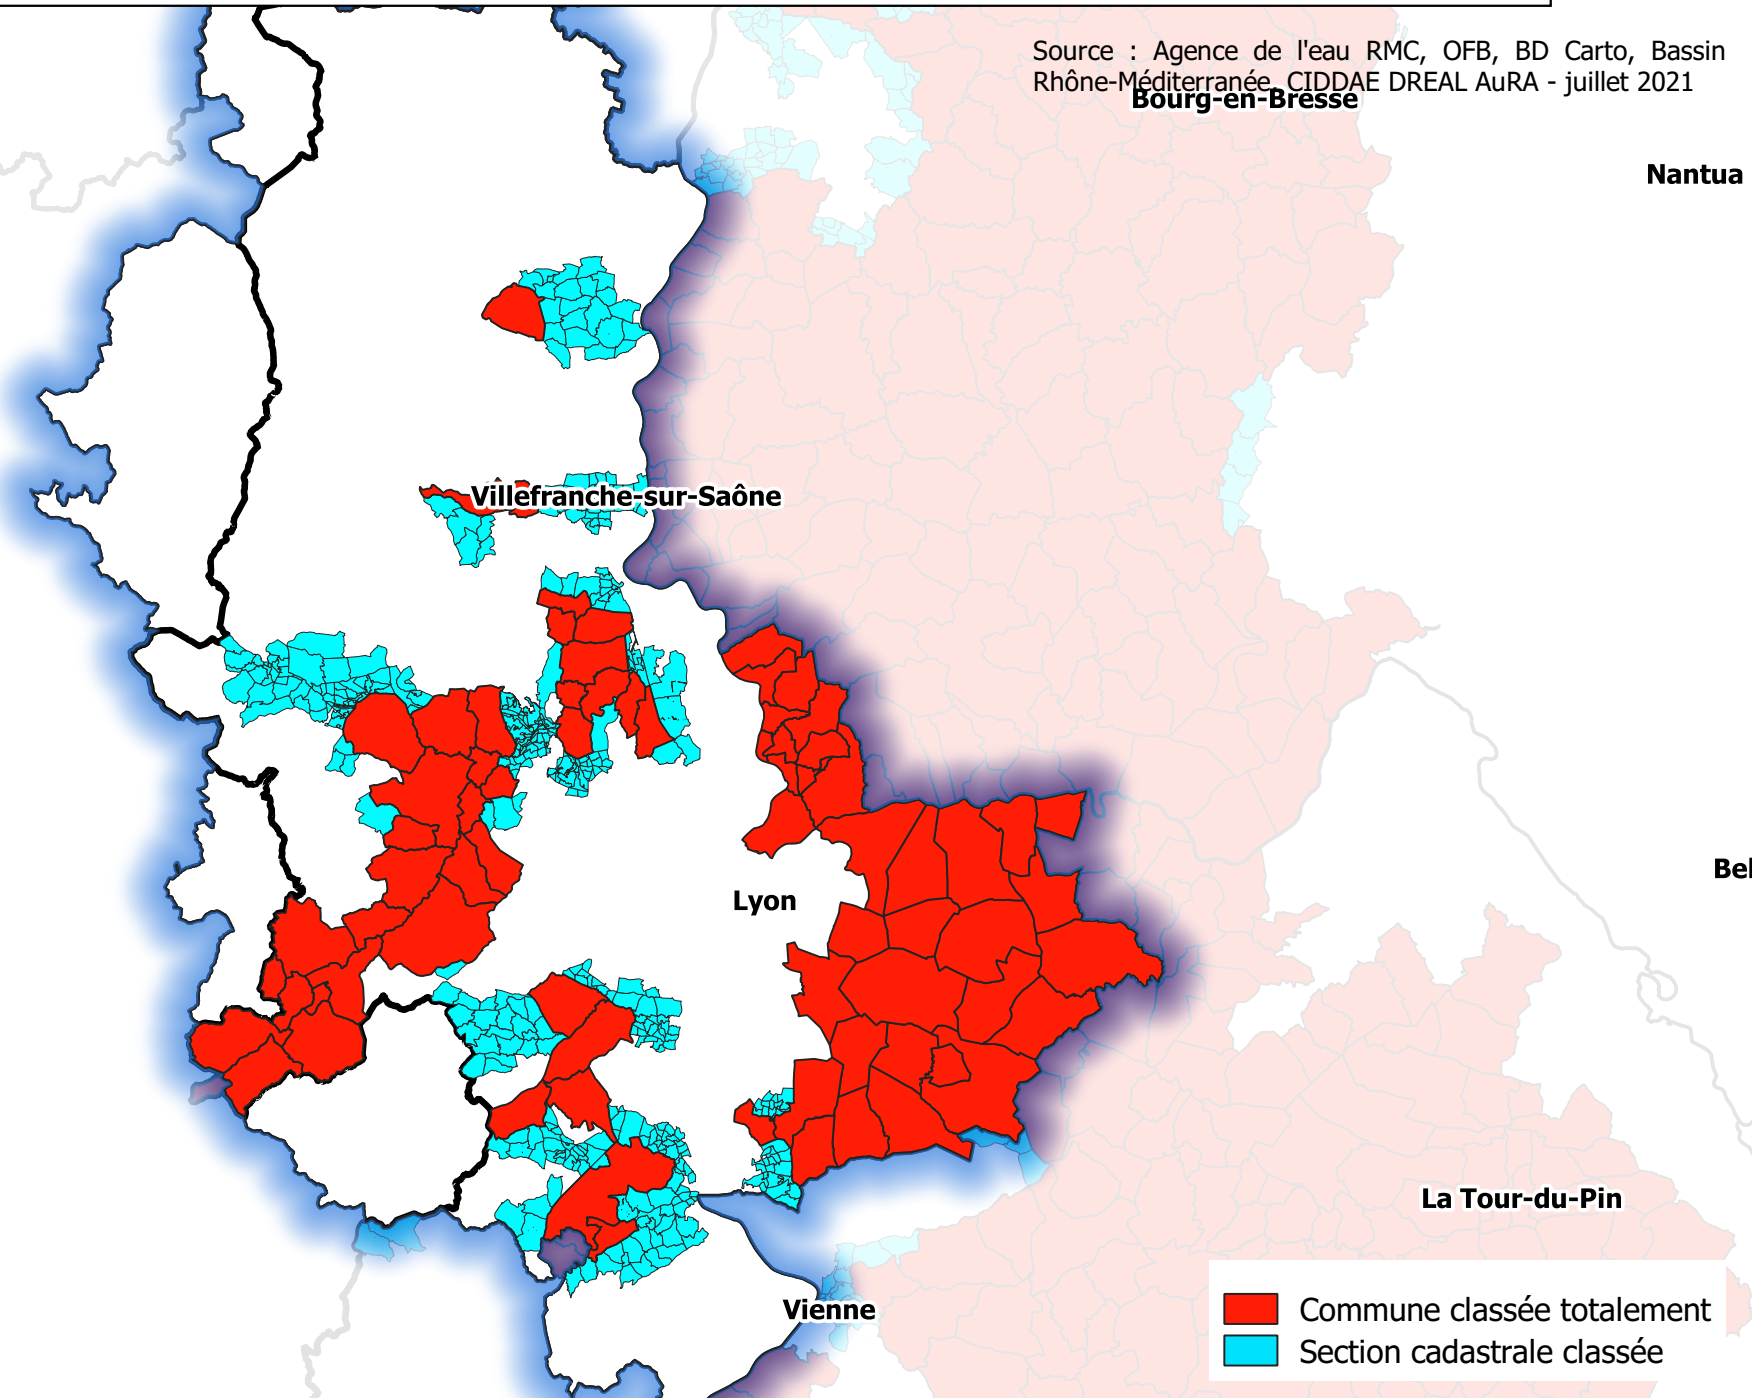 Source : Agence de l'eau RMC, OFB, BD Carto, Bassin
Rhône-Méditerranée, CIDDAE DREAL AuRA - juillet 2021
Bourg-en-Bresse
Nantua
Villefranche-sur-Saône
Bel
Lyon
La Tour-du-Pin
Vienne
Commune classée totalement
Section cadastrale classée